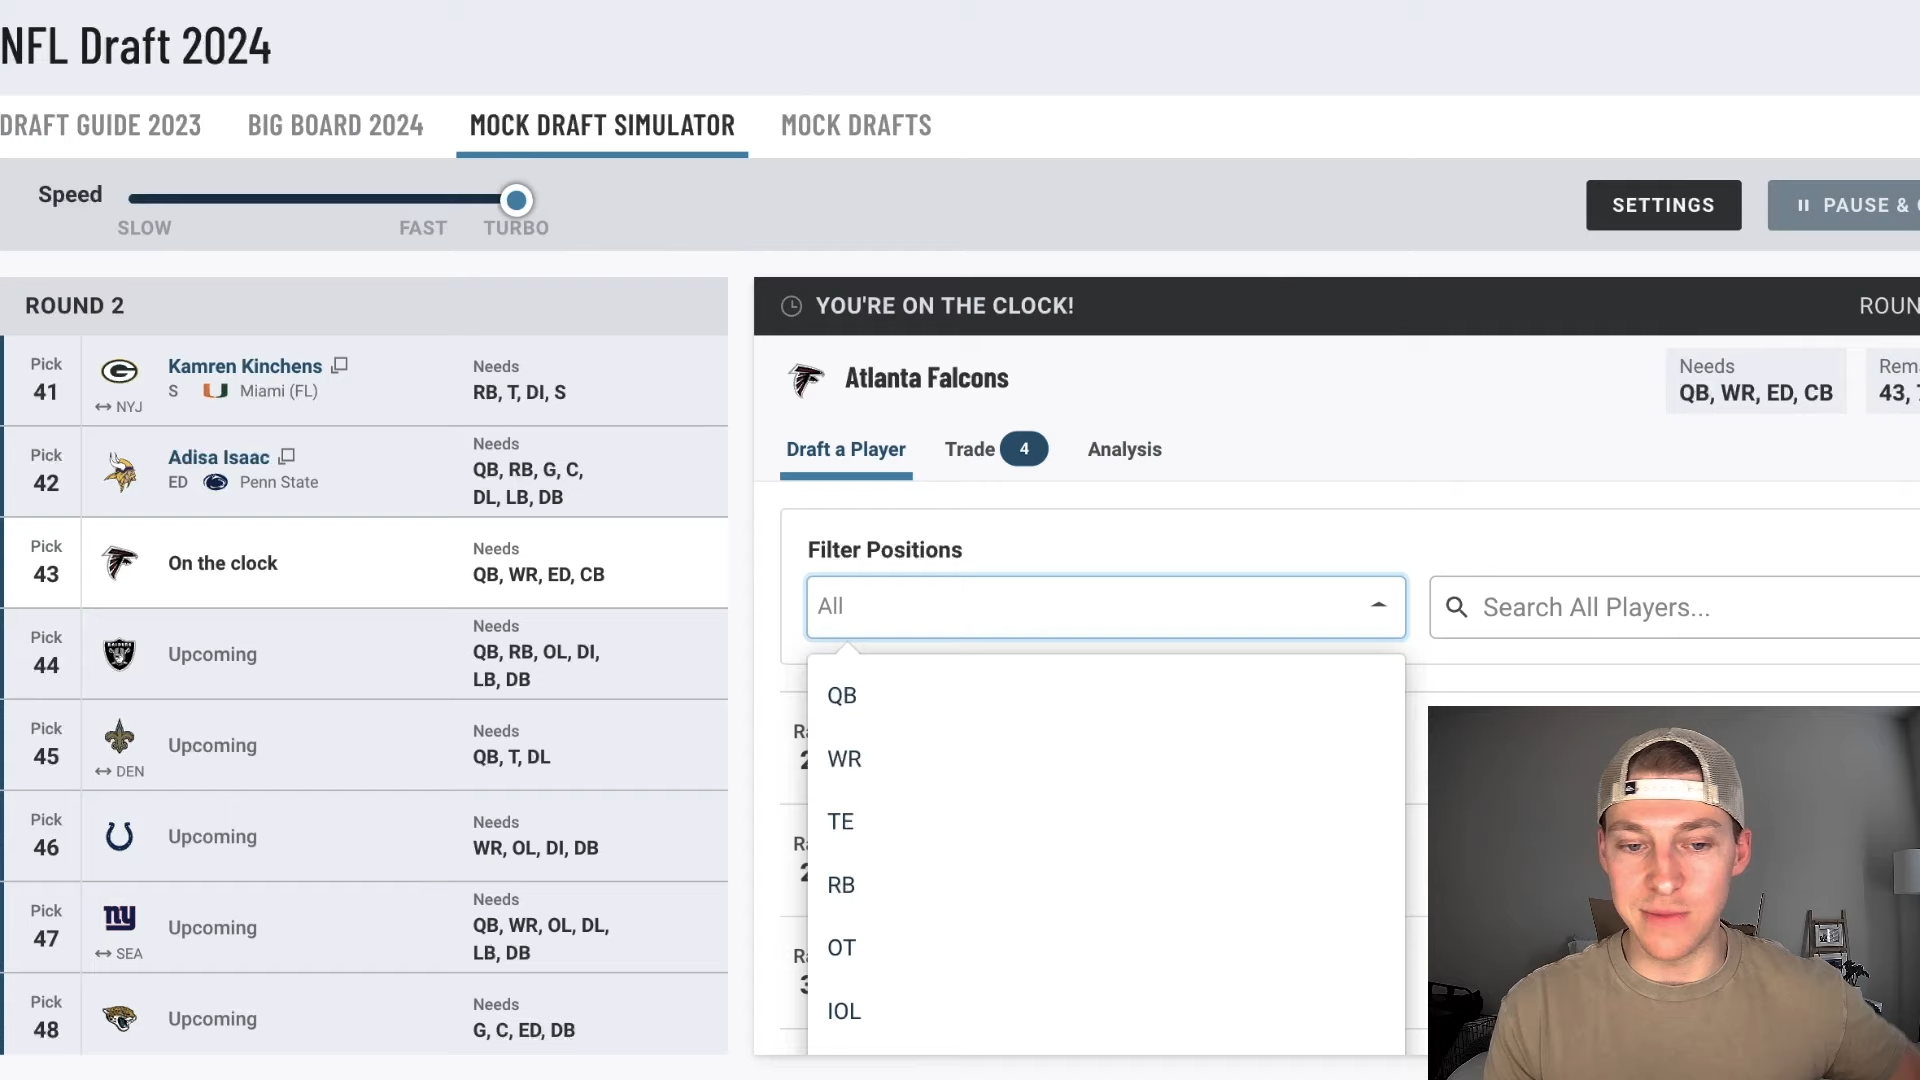 NFL Draft 2024
DRAFT GUIDE 2023
BIG BOARD 2024
MOCK DRAFT SIMULATOR
MOCK DRAFTS
Speed
SLOW
FAST
TURBO
SETTINGS
PAUSE &
ROUND 2
Pick
41
NYJ
Kamren Kinchens
S Miami (FL)
Needs
RB, T, DI, S
Pick
42
Adisa Isaac
ED Penn State
Needs
QB, RB, G, C,
DL, LB, DB
Pick
43
On the clock
Needs
QB, WR, ED, CB
Pick
44
Upcoming
Needs
QB, RB, OL, DI,
LB, DB
Pick
45
DEN
Upcoming
Needs
QB, T, DL
Pick
46
Upcoming
Needs
WR, OL, DI, DB
Pick
47
SEA
Upcoming
Needs
QB, WR, OL, DL,
LB, DB
Pick
48
Upcoming
Needs
G, C, ED, DB
YOU'RE ON THE CLOCK!
ROUN
Atlanta Falcons
Needs
QB, WR, ED, CB
Rem
43,
Draft a Player
Trade 4
Analysis
Filter Positions
All
Search All Players...
QB
WR
TE
RB
OT
IOL